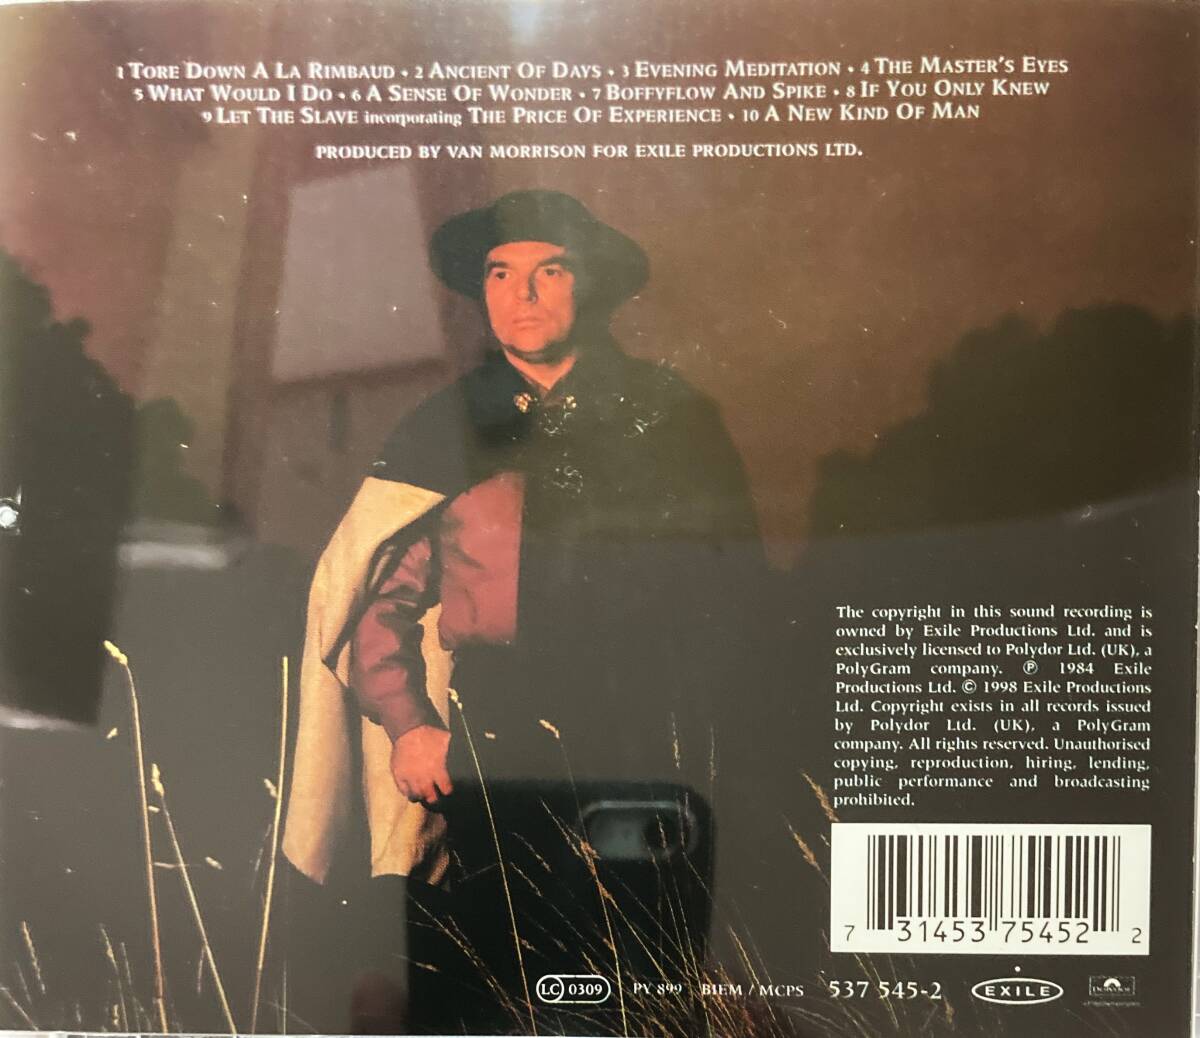 1 TORE DOWN A LA RIMBAUD • 2 ANCIENT OF DAYS • 3 EVENING MEDITATION • 4 THE MASTER'S EYES
5 WHAT WOULD I DO • 6 A SENSE OF WONDER • 7 BOFFYFLOW AND SPIKE • 8 IF YOU ONLY KNEW
9 LET THE SLAVE incorporating THE PRICE OF EXPERIENCE • 10 A NEW KIND OF MAN
PRODUCED BY VAN MORRISON FOR EXILE PRODUCTIONS LTD.
The copyright in this sound recording is
owned by Exile Productions Ltd. and is
exclusively licensed to Polydor Ltd. (UK), a
PolyGram company. ℗ 1984 Exile
Productions Ltd. © 1998 Exile Productions
Ltd. Copyright exists in all records issued
by Polydor Ltd. (UK), a PolyGram
company. All rights reserved. Unauthorised
copying, reproduction, hiring, lending,
public performance and broadcasting
prohibited.
7 31453 75452 2
LC 0309 PY 899 BIEM / MCPS 537 545-2 EXILE Polydor